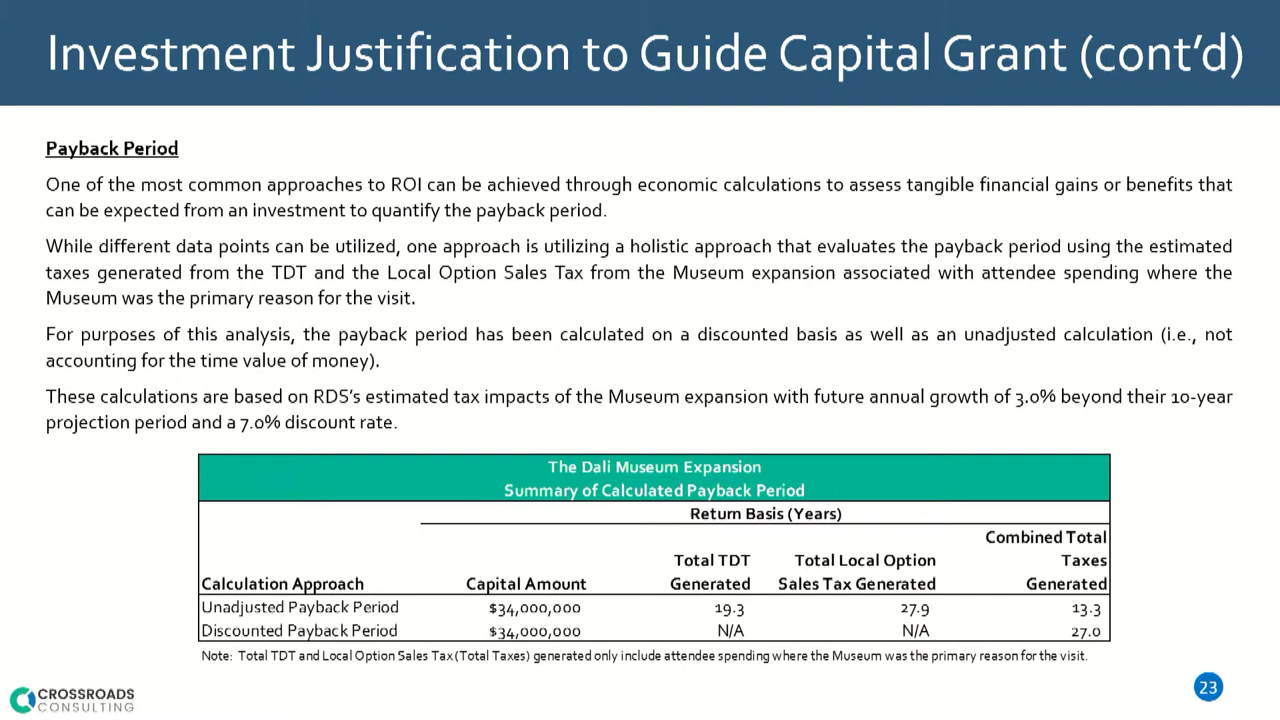 Investment Justification to Guide Capital Grant (cont'd)
Payback Period
One of the most common approaches to ROI can be achieved through economic calculations to assess tangible financial gains or benefits that
can be expected from an investment to quantify the payback period.
While different data points can be utilized, one approach is utilizing a holistic approach that evaluates the payback period using the estimated
taxes generated from the TDT and the Local Option Sales Tax from the Museum expansion associated with attendee spending where the
Museum was the primary reason for the visit.
For purposes of this analysis, the payback period has been calculated on a discounted basis as well as an unadjusted calculation (i.e., not
accounting for the time value of money).
These calculations are based on RDS's estimated tax impacts of the Museum expansion with future annual growth of 3.0% beyond their 10-year
projection period and a 7.0% discount rate.
The Dali Museum Expansion
Summary of Calculated Payback Period
Return Basis (Years)
Combined Total
Total TDT Total Local Option Taxes
Calculation Approach Capital Amount Generated Sales Tax Generated Generated
Unadjusted Payback Period $34,000,000 19.3 27.9 13.3
Discounted Payback Period $34,000,000 N/A N/A 27.0
Note: Total TDT and Local Option Sales Tax (Total Taxes) generated only include attendee spending where the Museum was the primary reason for the visit.
CROSSROADS
CONSULTING
23